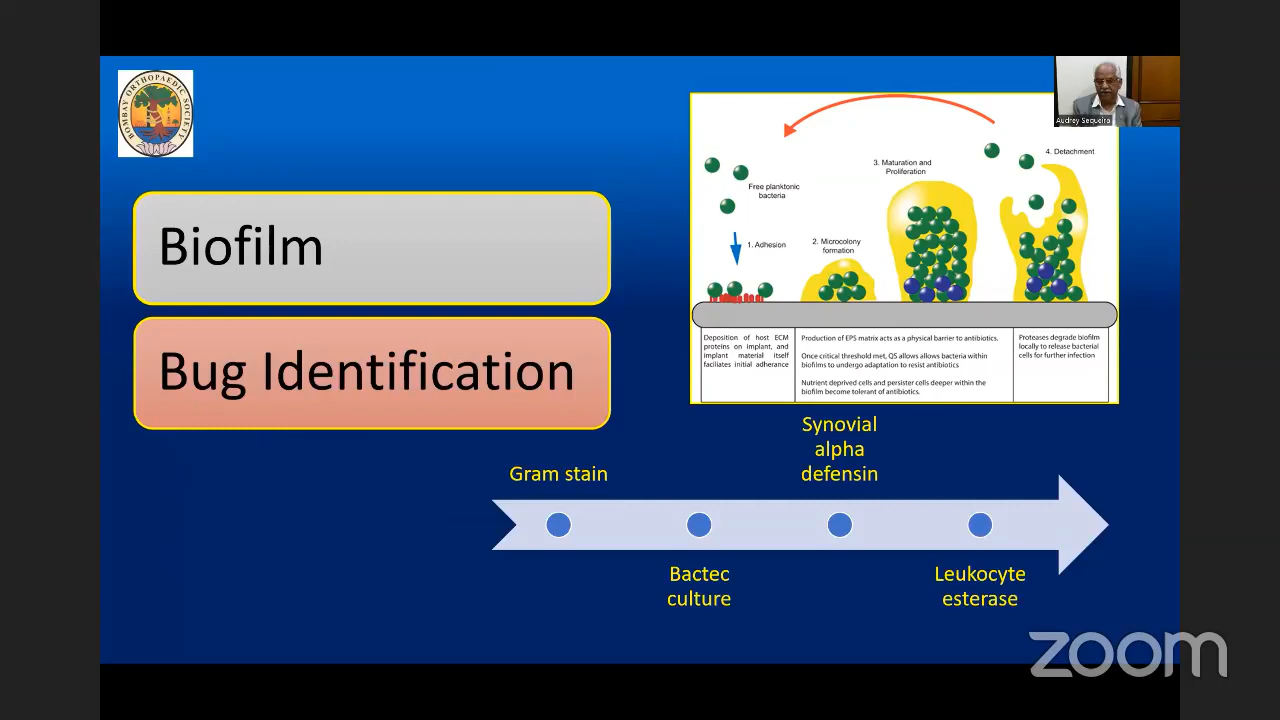 BOMBAY ORTHOPAEDIC SOCIETY
Audrey Sequeira
Biofilm
Bug Identification
Free planktonic
bacteria
1. Adhesion
2. Microcolony
formation
3. Maturation and
Proliferation
4. Detachment
Deposition of host ECM
proteins on implant, and
implant material itself
faciliates initial adherance
Production of EPS matrix acts as a physical barrier to antibiotics.
Once critical threshold met, QS allows allows bacteria within
biofilms to undergo adaptation to resist antibiotics
Nutrient deprived cells and persister cells deeper within the
biofilm become tolerant of antibiotics.
Proteases degrade biofilm
locally to release bacterial
cells for further infection
Gram stain
Bactec
culture
Synovial
alpha
defensin
Leukocyte
esterase
zoom